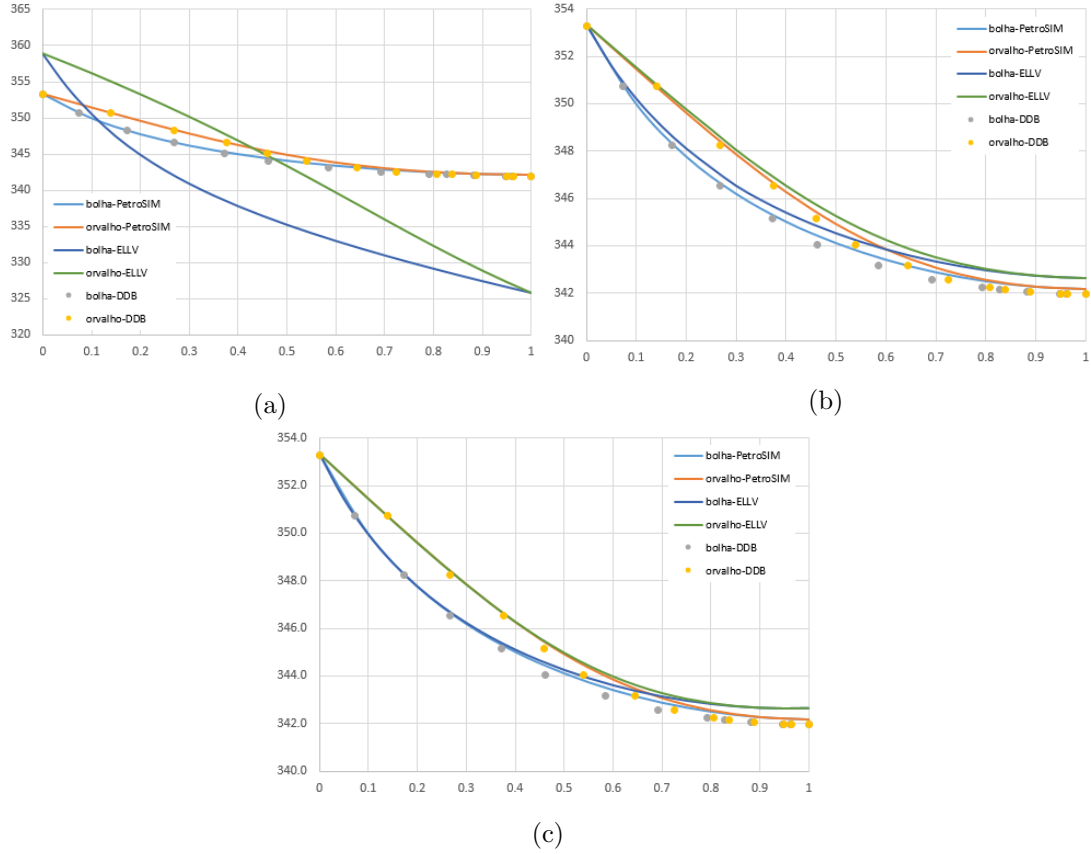 365
360
355
350
345
340
335
330
325
320
bolha-PetroSIM
orvalho-PetroSIM
bolha-ELLV
orvalho-ELLV
bolha-DDB
orvalho-DDB
0 0.1 0.2 0.3 0.4 0.5 0.6 0.7 0.8 0.9 1
(a)
354
352
350
348
346
344
342
340
bolha-PetroSIM
orvalho-PetroSIM
bolha-ELLV
orvalho-ELLV
bolha-DDB
orvalho-DDB
0 0.1 0.2 0.3 0.4 0.5 0.6 0.7 0.8 0.9 1
(b)
354.0
352.0
350.0
348.0
346.0
344.0
342.0
340.0
bolha-PetroSIM
orvalho-PetroSIM
bolha-ELLV
orvalho-ELLV
bolha-DDB
orvalho-DDB
0 0.1 0.2 0.3 0.4 0.5 0.6 0.7 0.8 0.9 1
(c)